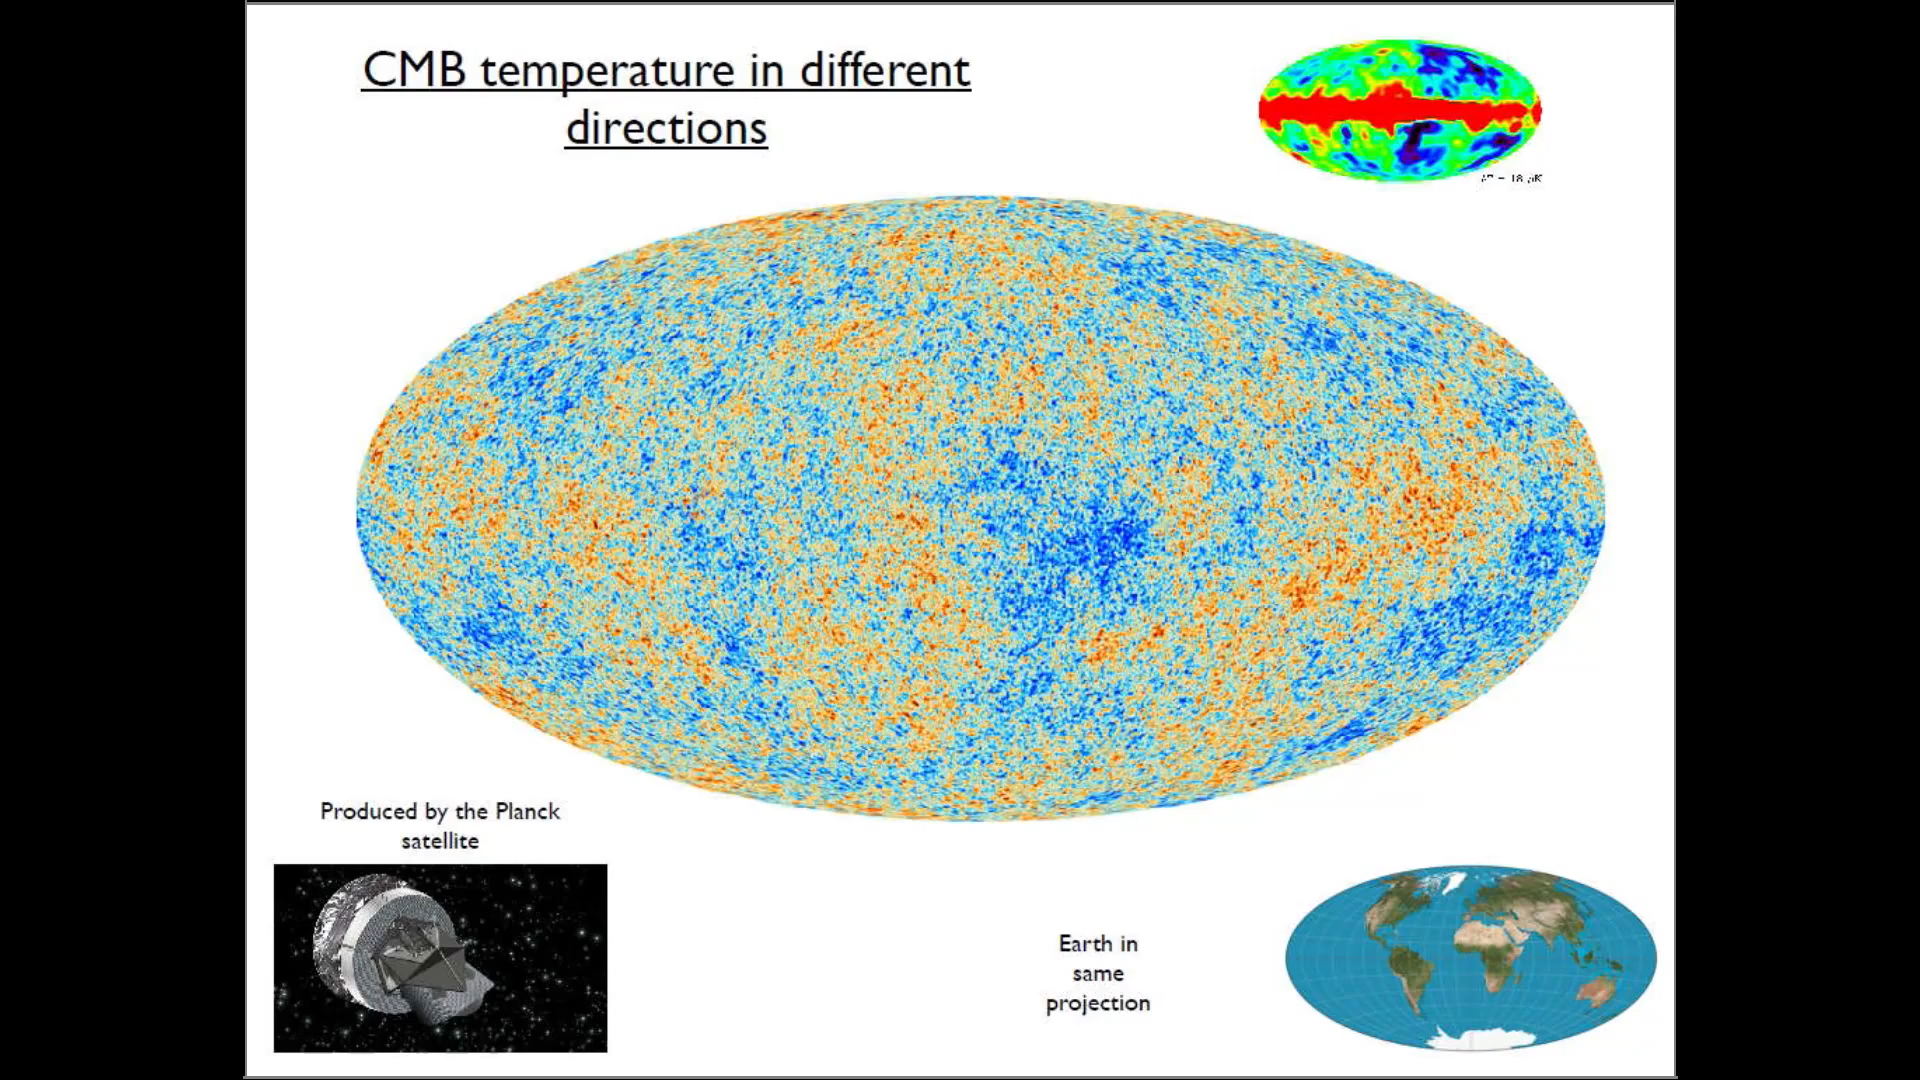 CMB temperature in different
directions
Produced by the Planck
satellite
Earth in
same
projection